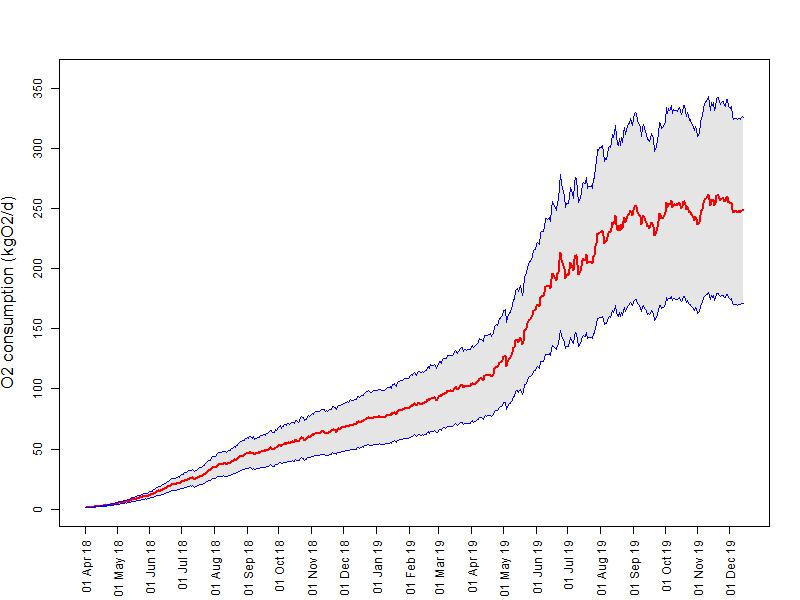 O2 consumption (kgO2/d)
350
300
250
200
150
100
50
0
01 Apr 18
01 May 18
01 Jun 18
01 Jul 18
01 Aug 18
01 Sep 18
01 Oct 18
01 Nov 18
01 Dec 18
01 Jan 19
01 Feb 19
01 Mar 19
01 Apr 19
01 May 19
01 Jun 19
01 Jul 19
01 Aug 19
01 Sep 19
01 Oct 19
01 Nov 19
01 Dec 19